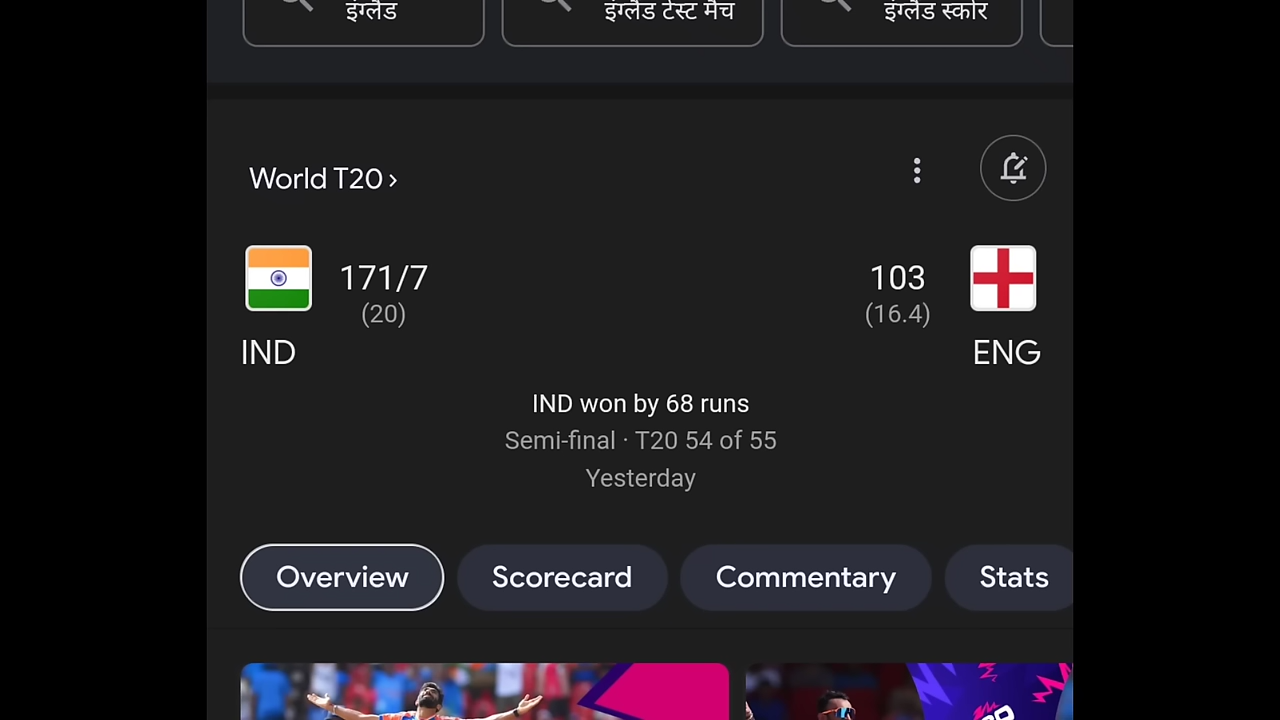 इंग्लैंड
इंग्लैंड टेस्ट मैच
इंग्लैंड स्कोर
World T20 ›
171/7
103
(20)
(16.4)
IND
ENG
IND won by 68 runs
Semi-final · T20 54 of 55
Yesterday
Overview
Scorecard
Commentary
Stats